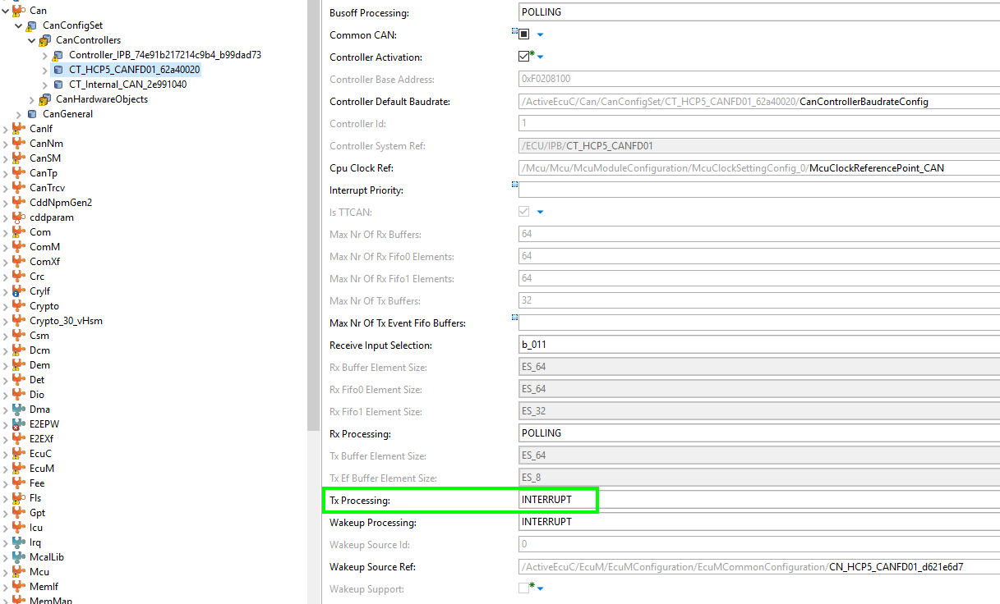 Can
CanConfigSet
CanControllers
Controller_IPB_74e91b217214c9b4_b99dad73
CT_HCP5_CANFD01_62a40020
CT_Internal_CAN_2e991040
CanHardwareObjects
CanGeneral
CanIf
CanNm
CanSM
CanTp
CanTrcv
CddNpmGen2
cddparam
Com
ComM
ComXf
Crc
CryIf
Crypto
Crypto_30_vHsm
Csm
Dcm
Dem
Det
Dio
Dma
E2EPW
E2EXf
EcuC
EcuM
Fee
Fls
Gpt
Icu
Irq
McalLib
Mcu
MemIf
MemMap
Busoff Processing: POLLING
Common CAN:
Controller Activation:
Controller Base Address: 0xF0208100
Controller Default Baudrate: /ActiveEcuC/Can/CanConfigSet/CT_HCP5_CANFD01_62a40020/CanControllerBaudrateConfig
Controller Id: 1
Controller System Ref: /ECU/IPB/CT_HCP5_CANFD01
Cpu Clock Ref: /Mcu/Mcu/McuModuleConfiguration/McuClockSettingConfig_0/McuClockReferencePoint_CAN
Interrupt Priority:
Is TTCAN:
Max Nr Of Rx Buffers: 64
Max Nr Of Rx Fifo0 Elements: 64
Max Nr Of Rx Fifo1 Elements: 64
Max Nr Of Tx Buffers: 32
Max Nr Of Tx Event Fifo Buffers:
Receive Input Selection: b_011
Rx Buffer Element Size: ES_64
Rx Fifo0 Element Size: ES_64
Rx Fifo1 Element Size: ES_32
Rx Processing: POLLING
Tx Buffer Element Size: ES_64
Tx Ef Buffer Element Size: ES_8
Tx Processing: INTERRUPT
Wakeup Processing: INTERRUPT
Wakeup Source Id: 0
Wakeup Source Ref: /ActiveEcuC/EcuM/EcuMConfiguration/EcuMCommonConfiguration/CN_HCP5_CANFD01_d621e6d7
Wakeup Support: